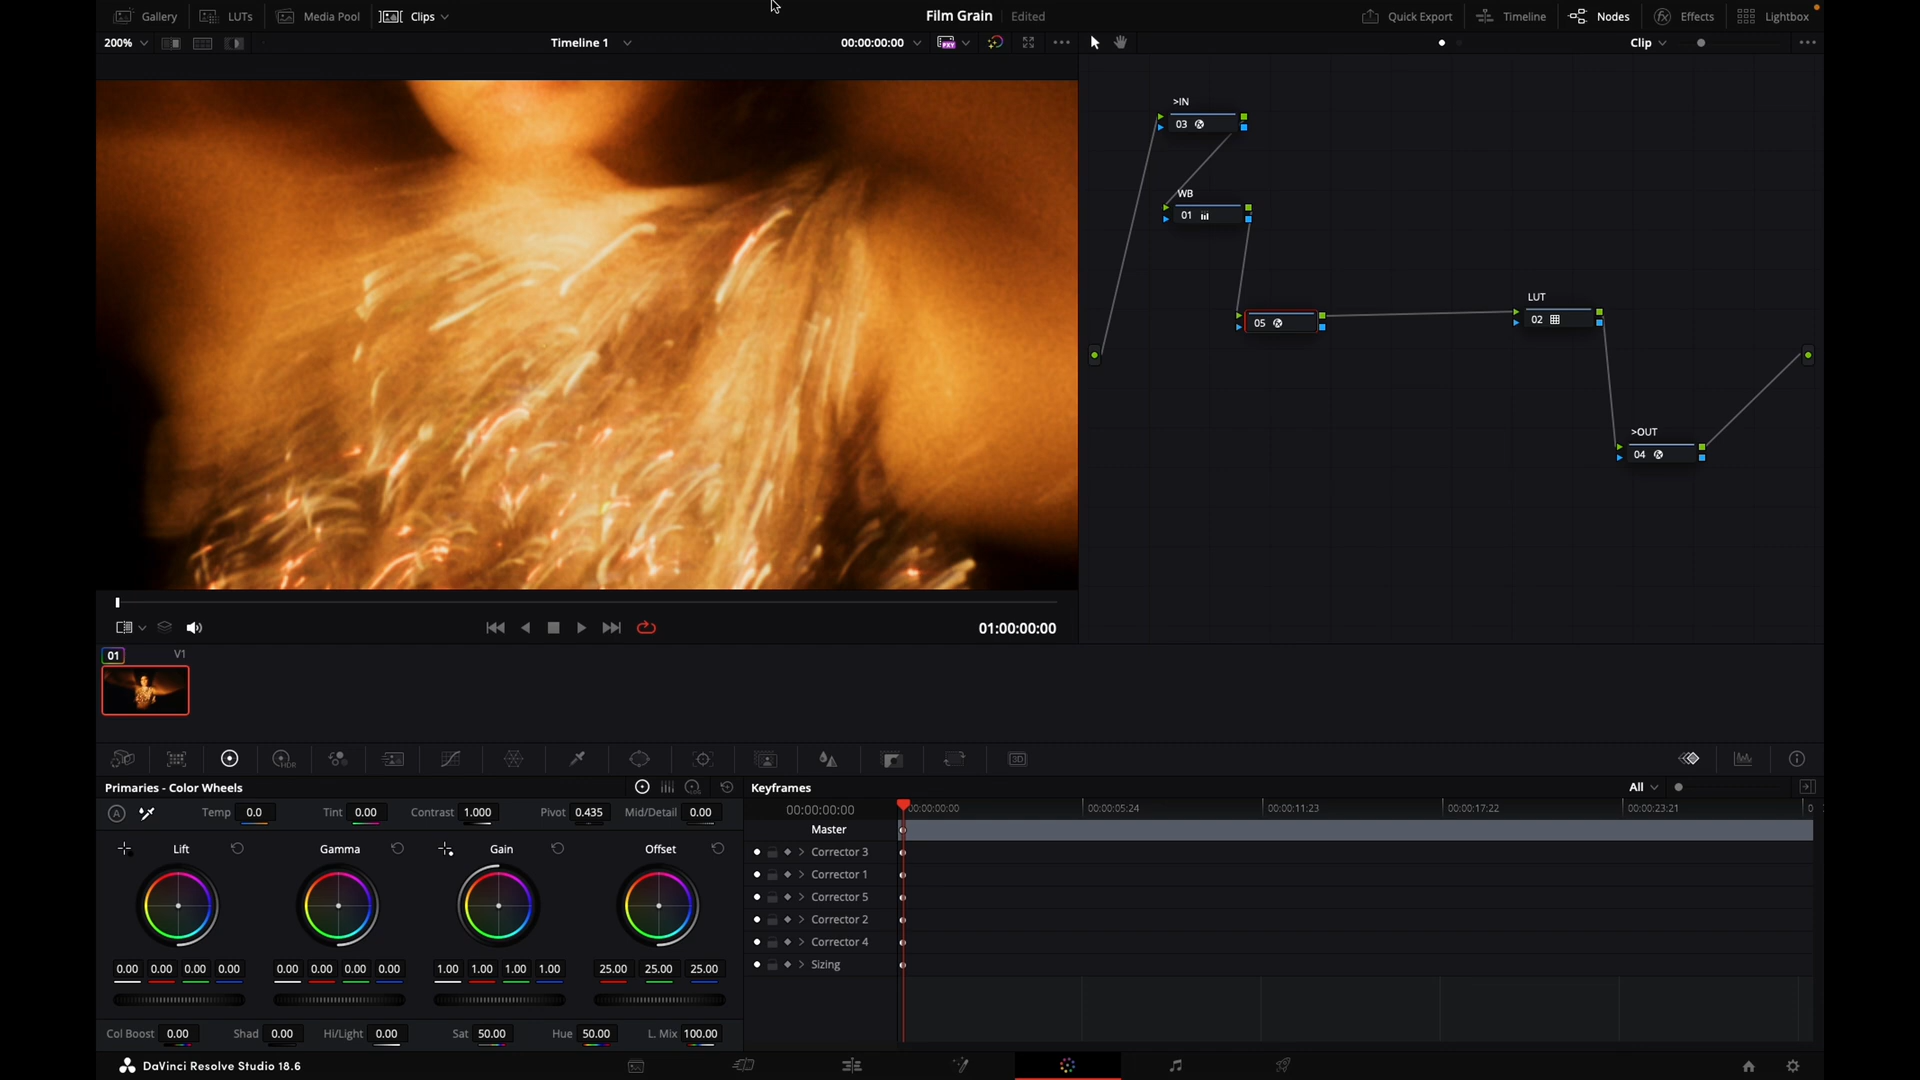 Gallery LUTs Media Pool Clips Film Grain Edited Quick Export Timeline Nodes Effects Lightbox
200% Timeline 1 00:00:00:00 PXY Clip
>IN
03
WB
01
05
LUT
02
>OUT
04
01:00:00:00
01 V1
Primaries - Color Wheels
A Temp 0.0 Tint 0.00 Contrast 1.000 Pivot 0.435 Mid/Detail 0.00
Lift Gamma Gain Offset
0.00 0.00 0.00 0.00 0.00 0.00 0.00 0.00 1.00 1.00 1.00 1.00 25.00 25.00 25.00
Col Boost 0.00 Shad 0.00 Hi/Light 0.00 Sat 50.00 Hue 50.00 L. Mix 100.00
HDR
3D
Keyframes All
00:00:00:00 00:00:00:00 00:00:05:24 00:00:11:23 00:00:17:22 00:00:23:21 0
Master
Corrector 3
Corrector 1
Corrector 5
Corrector 2
Corrector 4
Sizing
DaVinci Resolve Studio 18.6